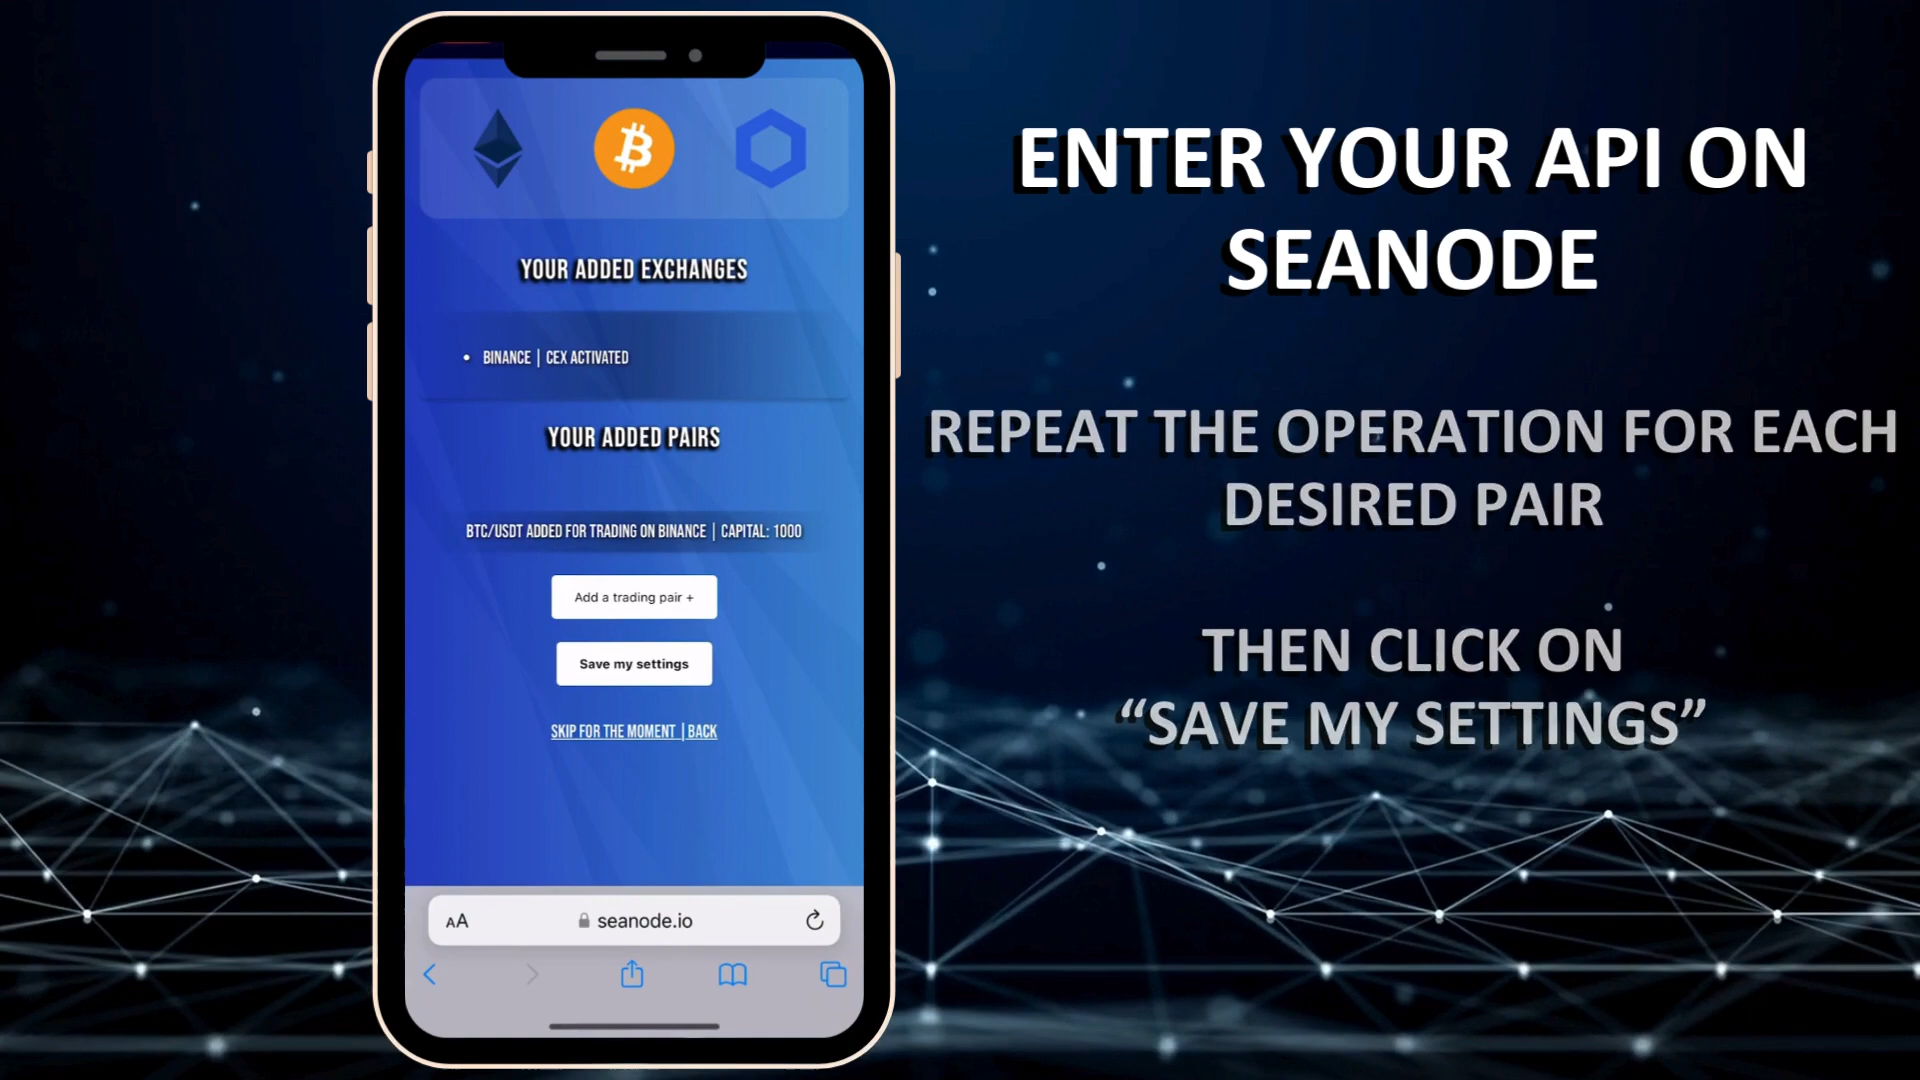 YOUR ADDED EXCHANGES
• BINANCE | CEX ACTIVATED
YOUR ADDED PAIRS
BTC/USDT ADDED FOR TRADING ON BINANCE | CAPITAL: 1000
Add a trading pair +
Save my settings
SKIP FOR THE MOMENT | BACK
AA
seanode.io
ENTER YOUR API ON
SEANODE
REPEAT THE OPERATION FOR EACH
DESIRED PAIR
THEN CLICK ON
“SAVE MY SETTINGS”